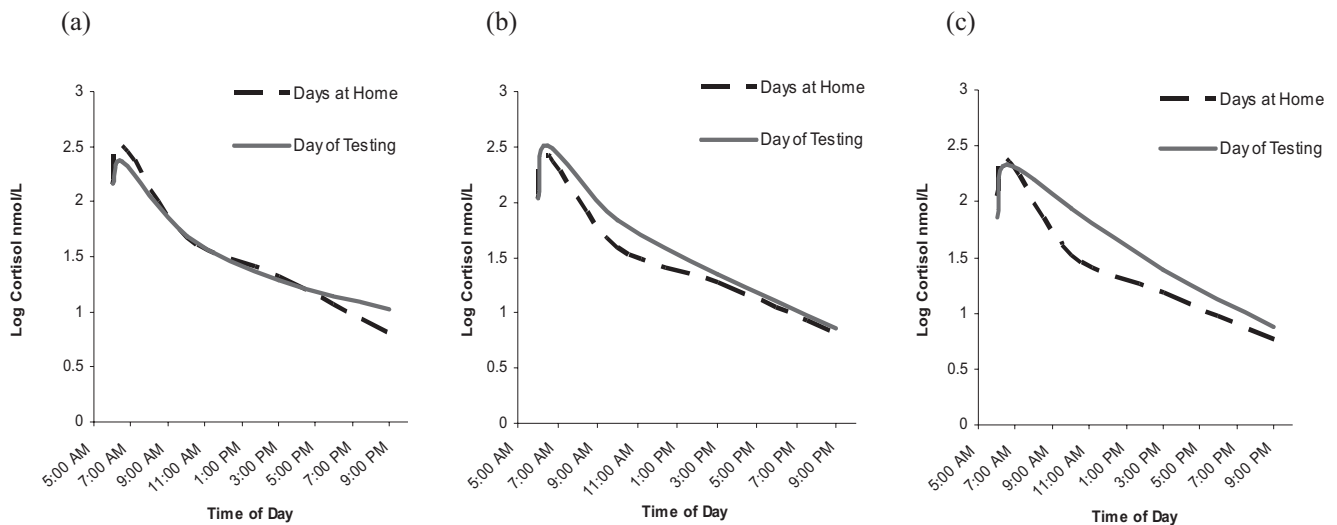 (a)
Days at Home
Day of Testing
Log Cortisol nmol/L
3
2.5
2
1.5
1
0.5
0
5:00 AM
7:00 AM
9:00 AM
11:00 AM
1:00 PM
3:00 PM
5:00 PM
7:00 PM
9:00 PM
Time of Day
(b)
Days at Home
Day of Testing
Log Cortisol nmol/L
3
2.5
2
1.5
1
0.5
0
5:00 AM
7:00 AM
9:00 AM
11:00 AM
1:00 PM
3:00 PM
5:00 PM
7:00 PM
9:00 PM
Time of Day
(c)
Days at Home
Day of Testing
Log Cortisol nmol/L
3
2.5
2
1.5
1
0.5
0
5:00 AM
7:00 AM
9:00 AM
11:00 AM
1:00 PM
3:00 PM
5:00 PM
7:00 PM
9:00 PM
Time of Day